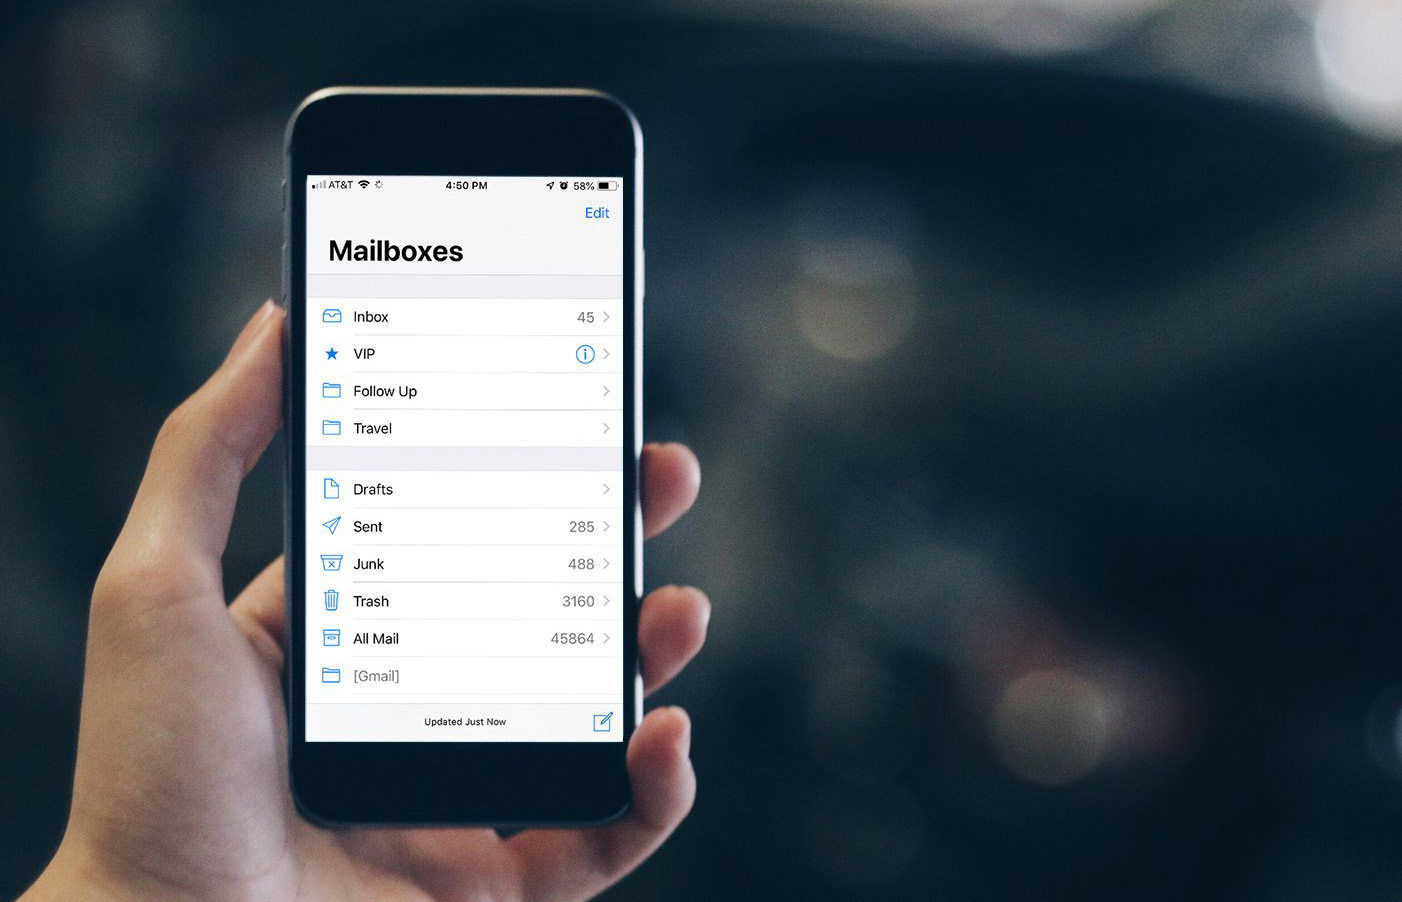 AT&T 4:50 PM 58%
Edit
Mailboxes
Inbox 45
VIP
Follow Up
Travel
Drafts
Sent 285
Junk 488
Trash 3160
All Mail 45864
[Gmail]
Updated Just Now